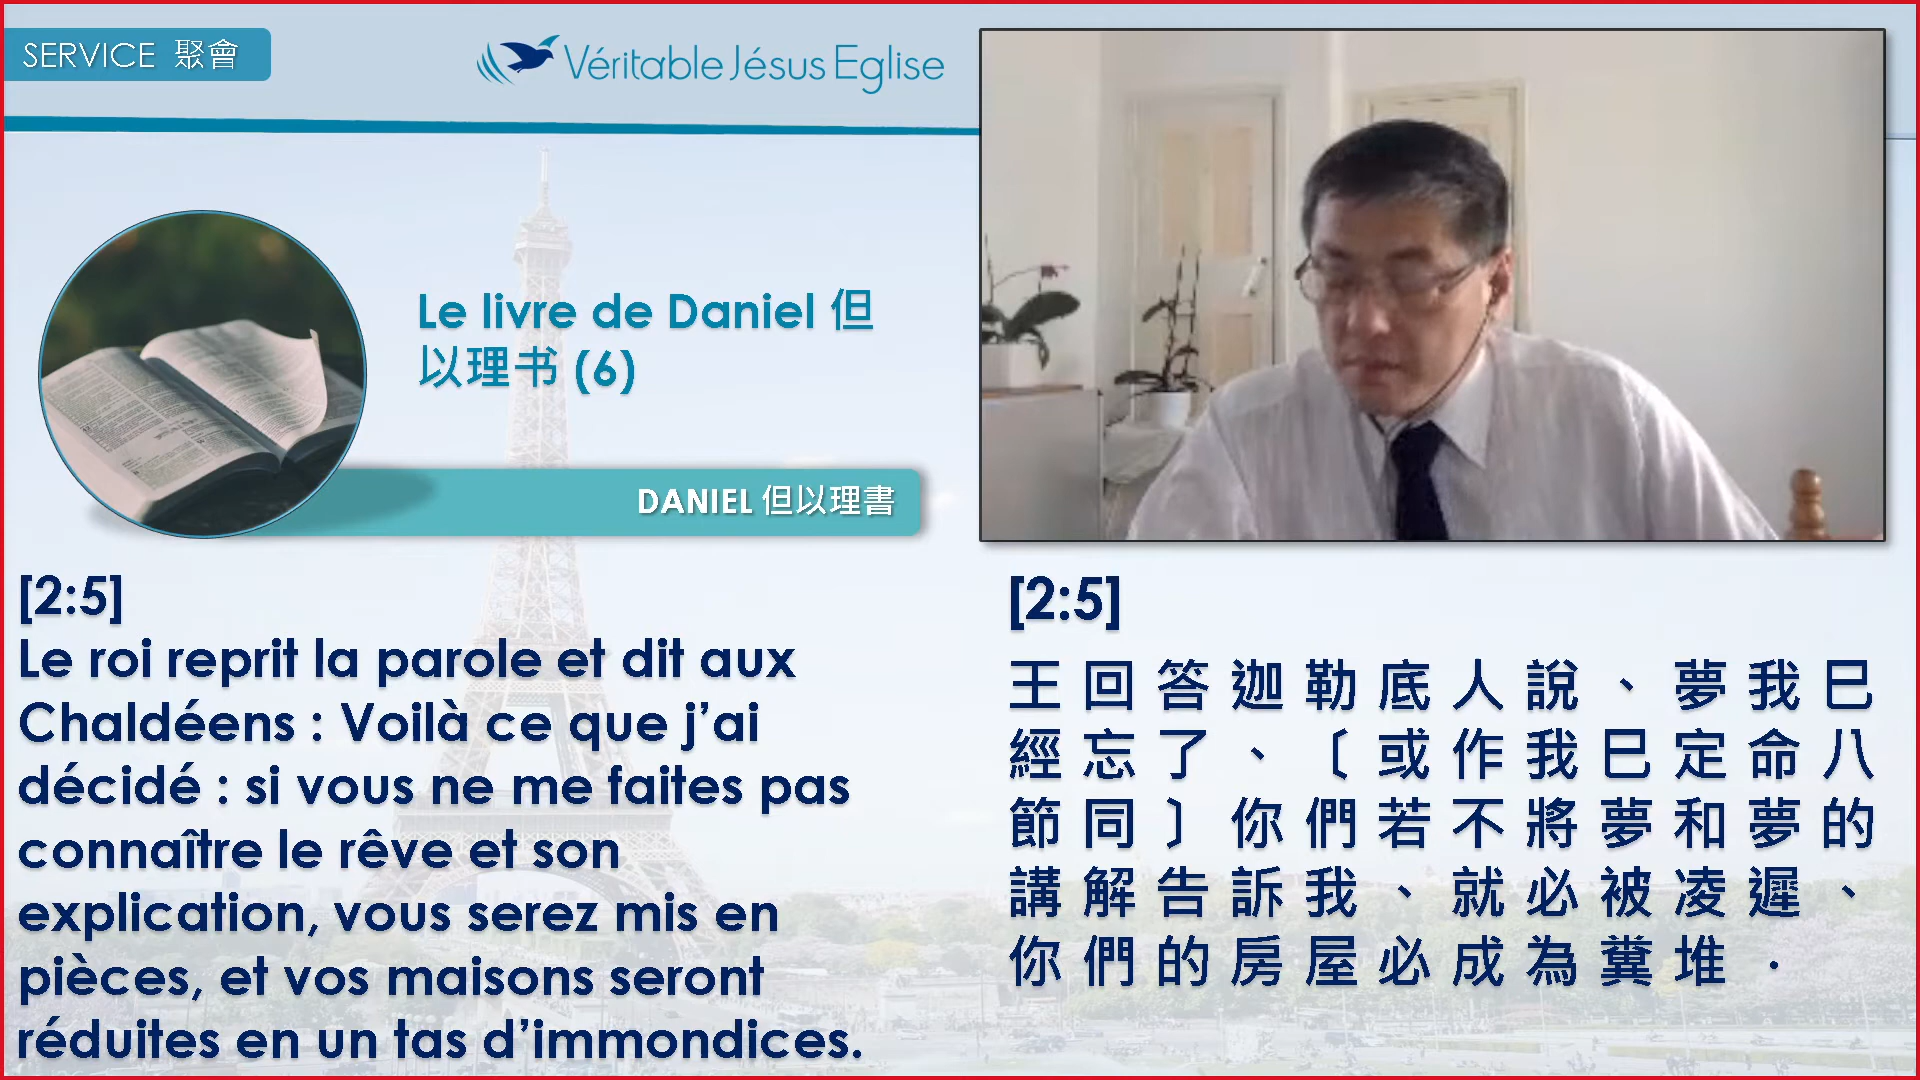 SERVICE 聚會
Véritable Jésus Eglise
Le livre de Daniel 但
以理书 (6)
DANIEL 但以理書
[2:5]
Le roi reprit la parole et dit aux
Chaldéens : Voilà ce que j’ai
décidé : si vous ne me faites pas
connaître le rêve et son
explication, vous serez mis en
pièces, et vos maisons seront
réduites en un tas d’immondices.
[2:5]
王回答迦勒底人說、夢我巳
經忘了、〔或作我巳定命八
節同〕你們若不將夢和夢的
講解告訴我、就必被凌遲、
你們的房屋必成為糞堆．